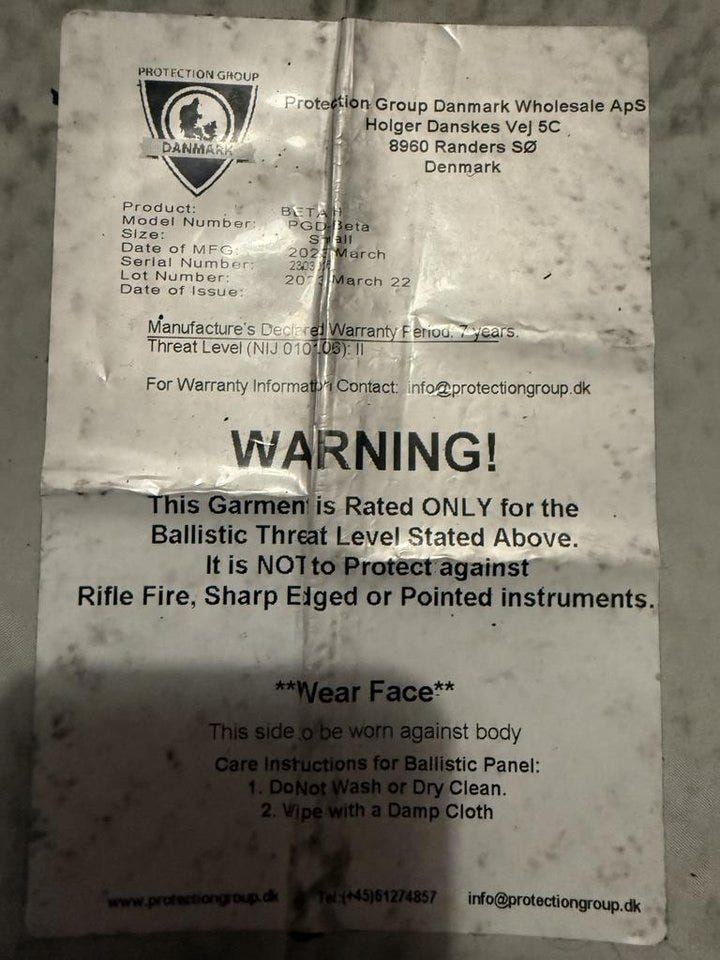 PROTECTION GROUP
DANMARK
Protection Group Danmark Wholesale ApS
Holger Danskes Vej 5C
8960 Randers SØ
Denmark
Product: BETA
Model Number: PGD-Beta
Size: Small
Date of MFG: March
Serial Number:
Lot Number: March 22
Date of Issue:
Manufacture's Declared Warranty Period: 7 years.
Threat Level (NIJ 0101.06): II
For Warranty Information Contact: info@protectiongroup.dk
WARNING!
This Garment is Rated ONLY for the
Ballistic Threat Level Stated Above.
It is NOT to Protect against
Rifle Fire, Sharp Edged or Pointed instruments.
**Wear Face**
This side to be worn against body
Care Instructions for Ballistic Panel:
1. DoNot Wash or Dry Clean.
2. Wipe with a Damp Cloth
www.protectiongroup.dk Tel:(+45)61274857 info@protectiongroup.dk